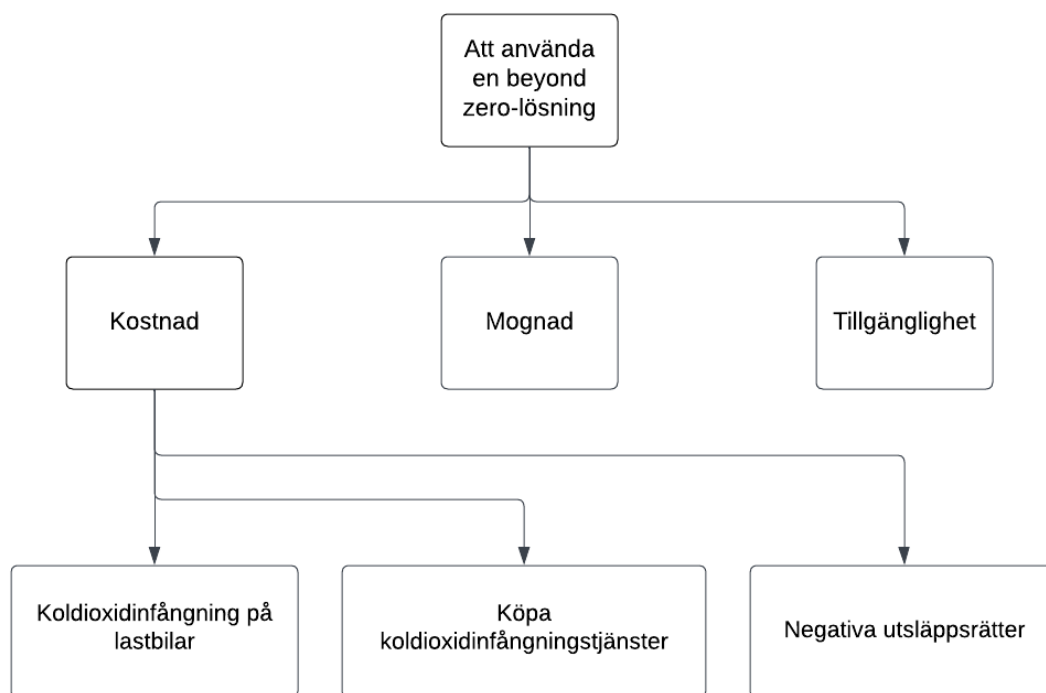 Att använda
en beyond
zero-lösning
Kostnad
Mognad
Tillgänglighet
Koldioxidinfångning på
lastbilar
Köpa
koldioxidinfångningstjänster
Negativa utsläppsrätter